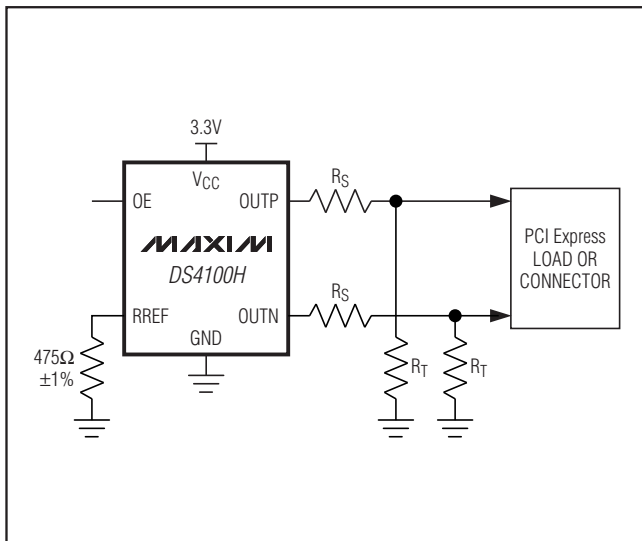 3.3V
VCC
OE
OUTP
RS
MAXIM
DS4100H
PCI Express
LOAD OR
CONNECTOR
RREF
OUTN
RS
GND
475Ω
±1%
RT
RT